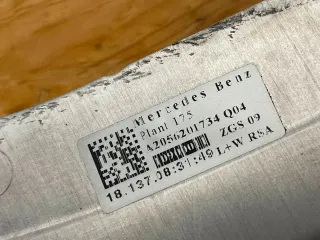 Mercedes Benz
Plant 175
A2056201734 Q04
ZGS 09
L+W RSA
18.137.08:31:49